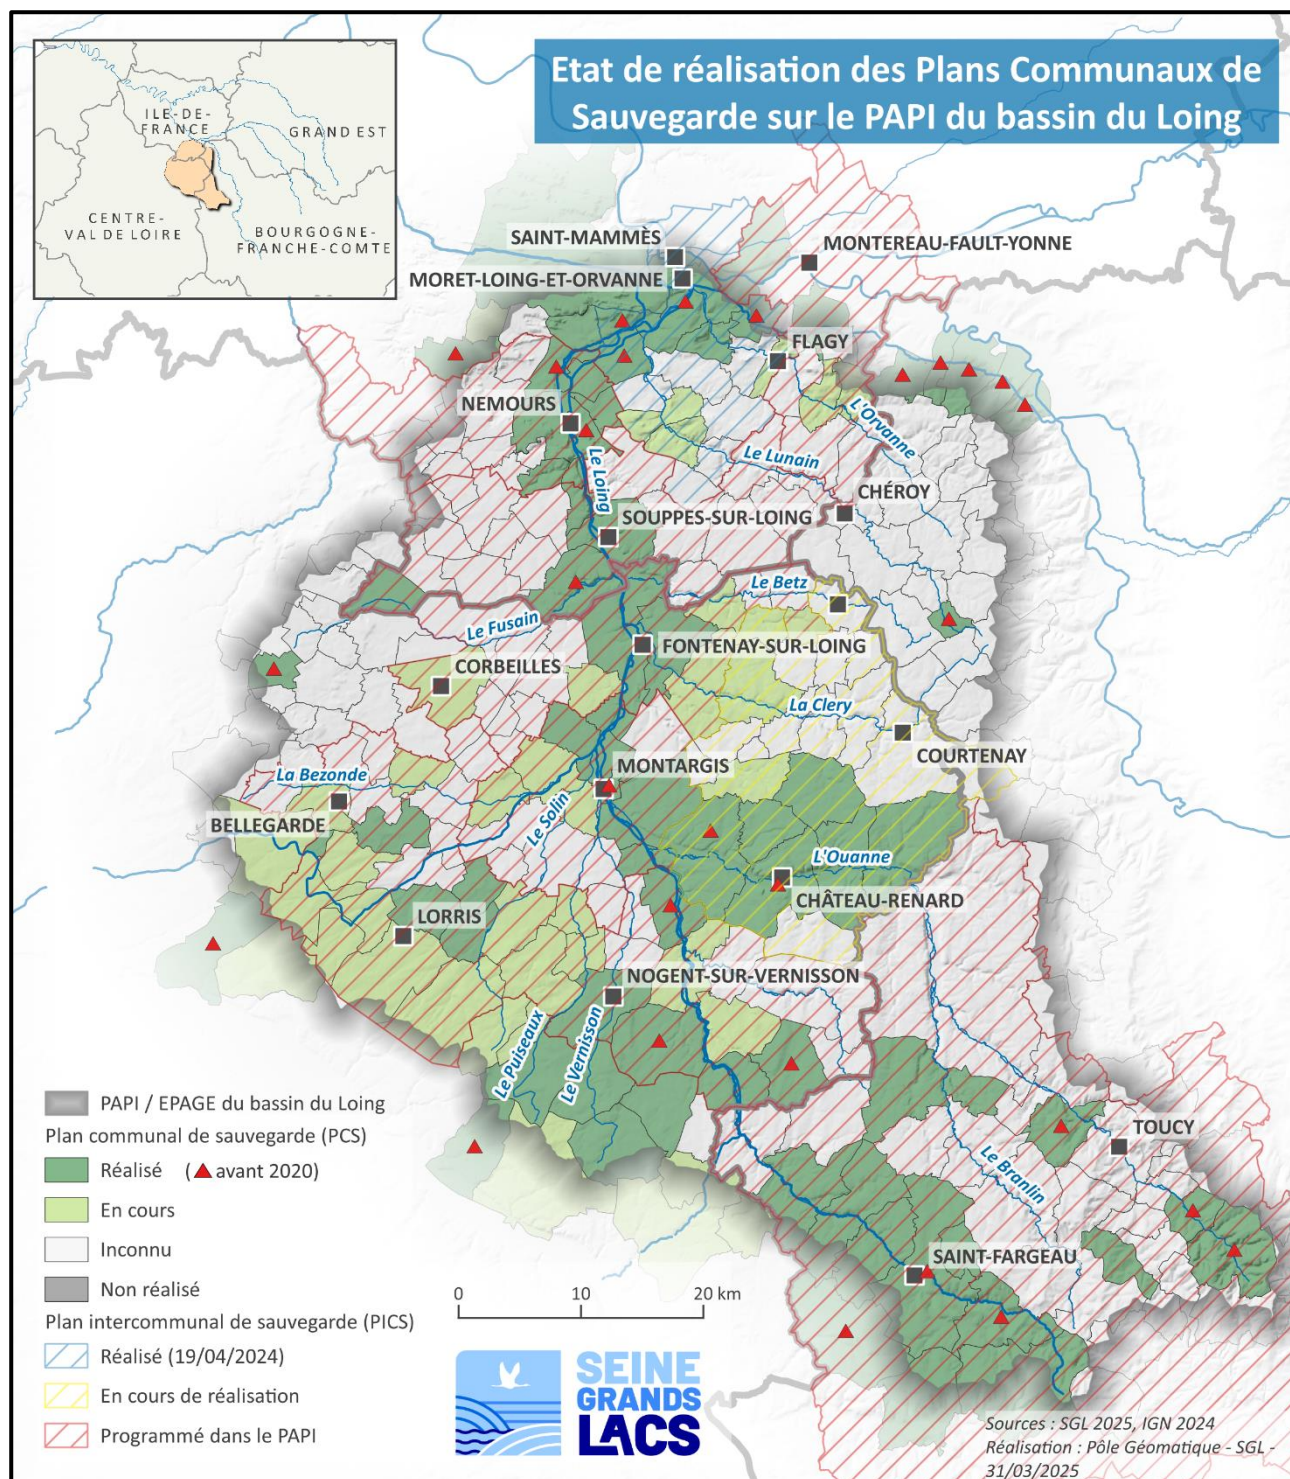 Etat de réalisation des Plans Communaux de
Sauvegarde sur le PAPI du bassin du Loing
ILE-DE-
FRANCE
GRAND EST
CENTRE-
VAL DE LOIRE
BOURGOGNE-
FRANCHE-COMTE
SAINT-MAMMÈS
MONTEREAU-FAULT-YONNE
MORET-LOING-ET-ORVANNE
FLAGY
NEMOURS
L'Orvanne
Le Lunain
Le Loing
CHÉROY
SOUPPES-SUR-LOING
Le Betz
Le Fusain
FONTENAY-SUR-LOING
CORBEILLES
La Clery
COURTENAY
MONTARGIS
La Bezonde
BELLEGARDE
Le Solin
L'Ouanne
CHÂTEAU-RENARD
LORRIS
NOGENT-SUR-VERNISSON
Le Puiseaux
Le Vernisson
TOUCY
Le Branlin
SAINT-FARGEAU
PAPI / EPAGE du bassin du Loing
Plan communal de sauvegarde (PCS)
Réalisé (▲ avant 2020)
En cours
Inconnu
Non réalisé
Plan intercommunal de sauvegarde (PICS)
Réalisé (19/04/2024)
En cours de réalisation
Programmé dans le PAPI
0 10 20 km
SEINE
GRANDS
LACS
Sources : SGL 2025, IGN 2024
Réalisation : Pôle Géomatique - SGL -
31/03/2025